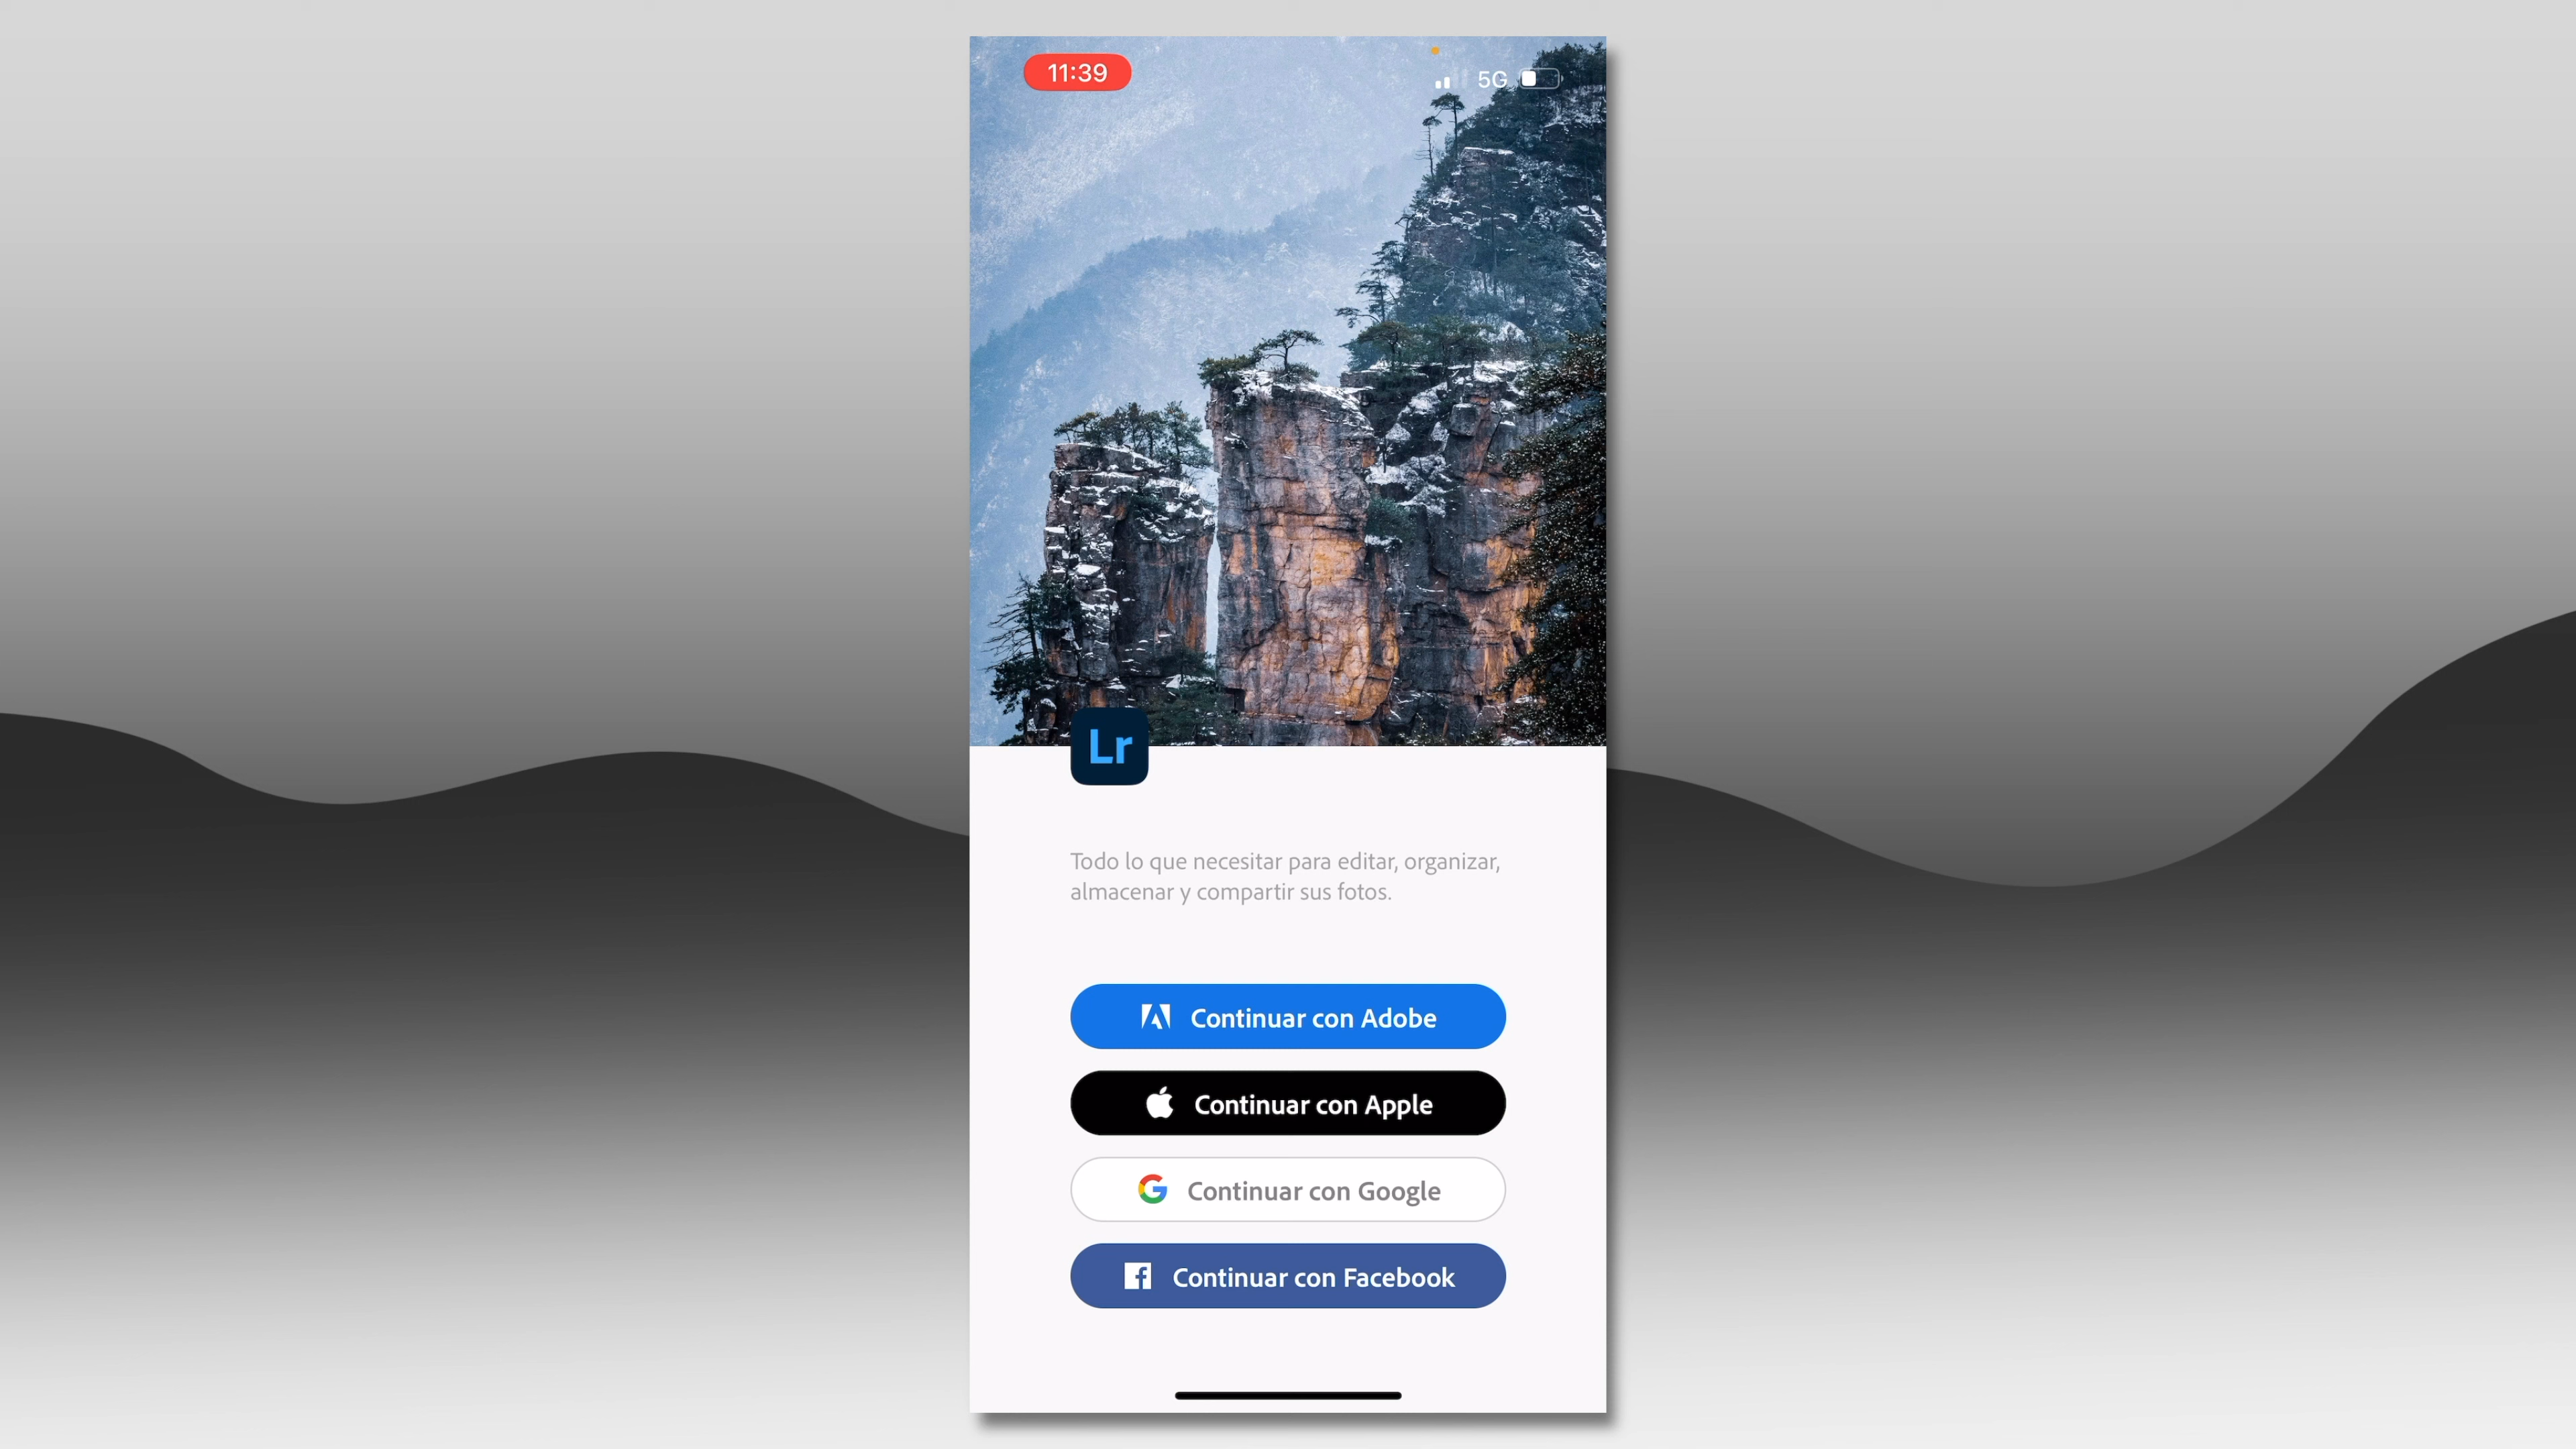 11:39
5G
Lr
Todo lo que necesitar para editar, organizar,
almacenar y compartir sus fotos.
Continuar con Adobe
Continuar con Apple
Continuar con Google
Continuar con Facebook